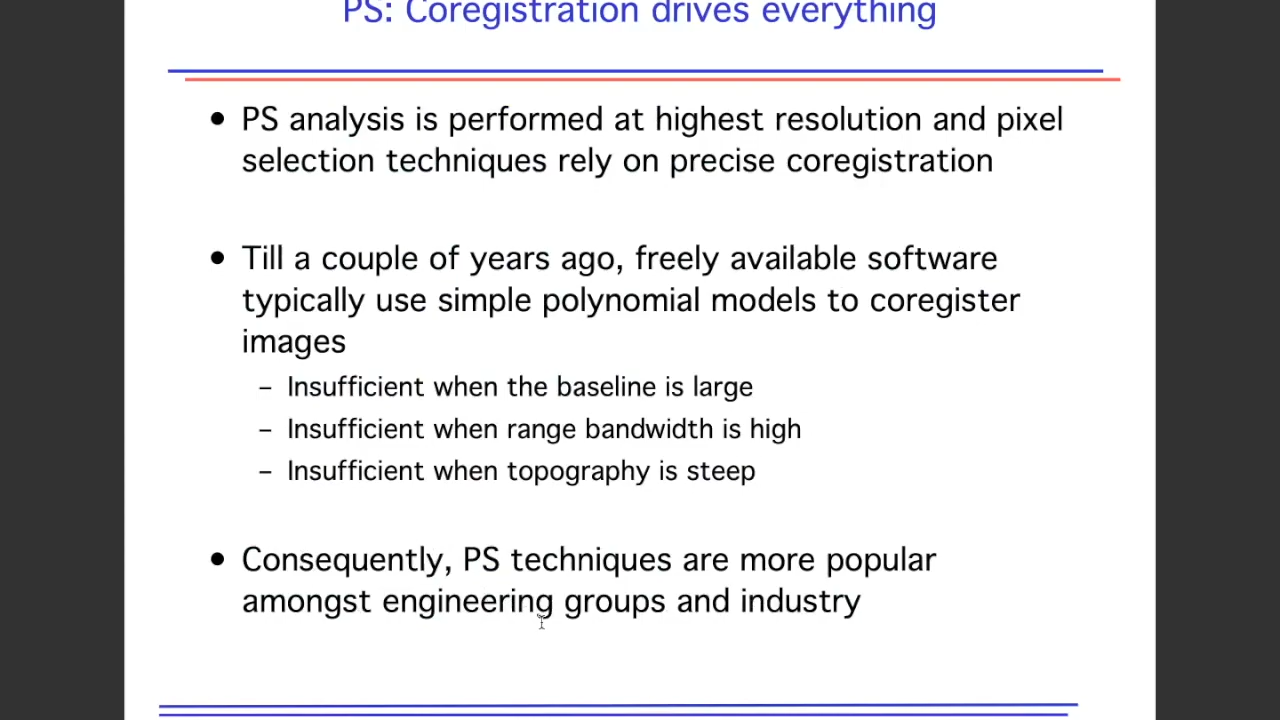 PS: Coregistration drives everything
• PS analysis is performed at highest resolution and pixel
selection techniques rely on precise coregistration
• Till a couple of years ago, freely available software
typically use simple polynomial models to coregister
images
– Insufficient when the baseline is large
– Insufficient when range bandwidth is high
– Insufficient when topography is steep
• Consequently, PS techniques are more popular
amongst engineering groups and industry